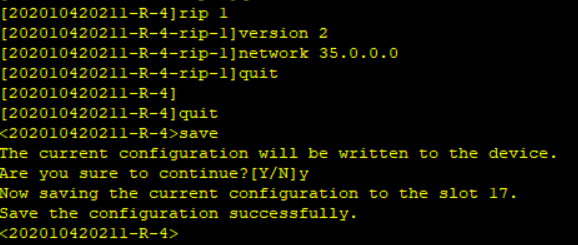 [202010420211-R-4]rip 1
[202010420211-R-4-rip-1]version 2
[202010420211-R-4-rip-1]network 35.0.0.0
[202010420211-R-4-rip-1]quit
[202010420211-R-4]
[202010420211-R-4]quit
<202010420211-R-4>save
The current configuration will be written to the device.
Are you sure to continue?[Y/N]y
Now saving the current configuration to the slot 17.
Save the configuration successfully.
<202010420211-R-4>